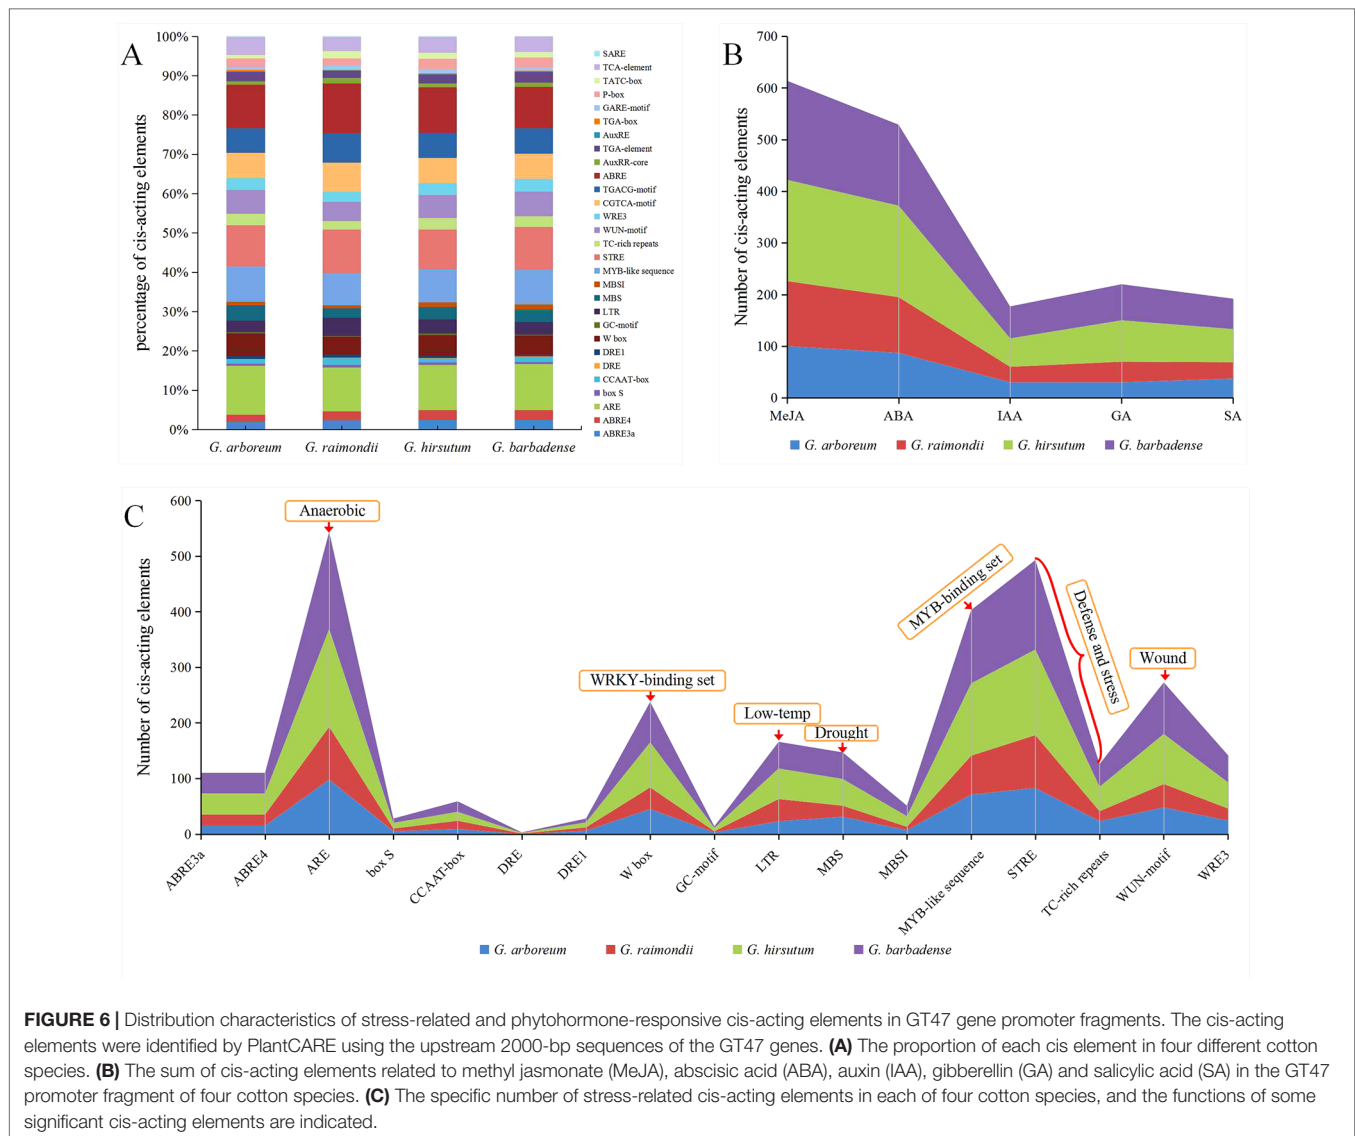 A
100%
90%
80%
70%
60%
50%
40%
30%
20%
10%
0%
percentage of cis-acting elements
G. arboreum
G. raimondii
G. hirsutum
G. barbadense
SARE
TCA-element
TATC-box
P-box
GARE-motif
TGA-box
AuxRE
TGA-element
AuxRR-core
ABRE
TGACG-motif
CGTCA-motif
WRE3
WUN-motif
TC-rich repeats
STRE
MYB-like sequence
MBSI
MBS
LTR
GC-motif
W box
DRE1
DRE
CCAAT-box
box S
ARE
ABRE4
ABRE3a
B
700
600
500
400
300
200
100
0
Number of cis-acting elements
MeJA
ABA
IAA
GA
SA
G. arboreum
G. raimondii
G. hirsutum
G. barbadense
C
600
500
400
300
200
100
0
Number of cis-acting elements
Anaerobic
WRKY-binding set
Low-temp
Drought
MYB-binding set
Defense and stress
Wound
ABRE3a
ABRE4
ARE
box S
CCAAT-box
DRE
DRE1
W box
GC-motif
LTR
MBS
MBSI
MYB-like sequence
STRE
TC-rich repeats
WUN-motif
WRE3
G. arboreum
G. raimondii
G. hirsutum
G. barbadense
FIGURE 6 | Distribution characteristics of stress-related and phytohormone-responsive cis-acting elements in GT47 gene promoter fragments. The cis-acting
elements were identified by PlantCARE using the upstream 2000-bp sequences of the GT47 genes. (A) The proportion of each cis element in four different cotton
species. (B) The sum of cis-acting elements related to methyl jasmonate (MeJA), abscisic acid (ABA), auxin (IAA), gibberellin (GA) and salicylic acid (SA) in the GT47
promoter fragment of four cotton species. (C) The specific number of stress-related cis-acting elements in each of four cotton species, and the functions of some
significant cis-acting elements are indicated.